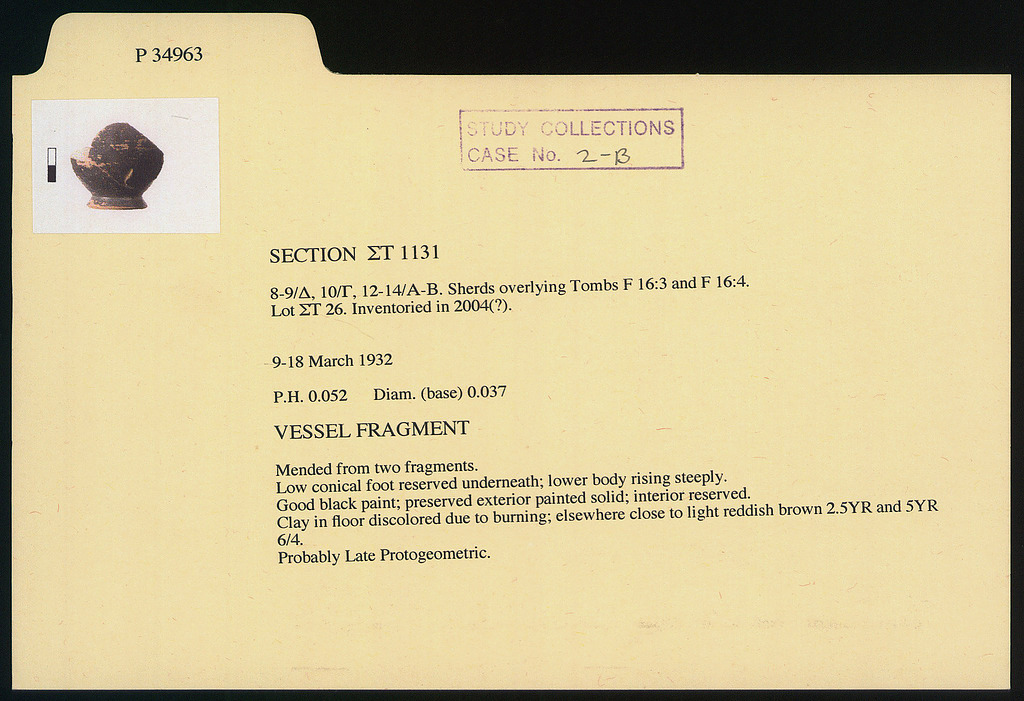 P 34963
STUDY COLLECTIONS
CASE No. 2-B
SECTION ΣΤ 1131
8-9/Δ, 10/Γ, 12-14/Α-Β. Sherds overlying Tombs F 16:3 and F 16:4.
Lot ΣΤ 26. Inventoried in 2004(?).
9-18 March 1932
P.H. 0.052 Diam. (base) 0.037
VESSEL FRAGMENT
Mended from two fragments.
Low conical foot reserved underneath; lower body rising steeply.
Good black paint; preserved exterior painted solid; interior reserved.
Clay in floor discolored due to burning; elsewhere close to light reddish brown 2.5YR and 5YR
6/4.
Probably Late Protogeometric.